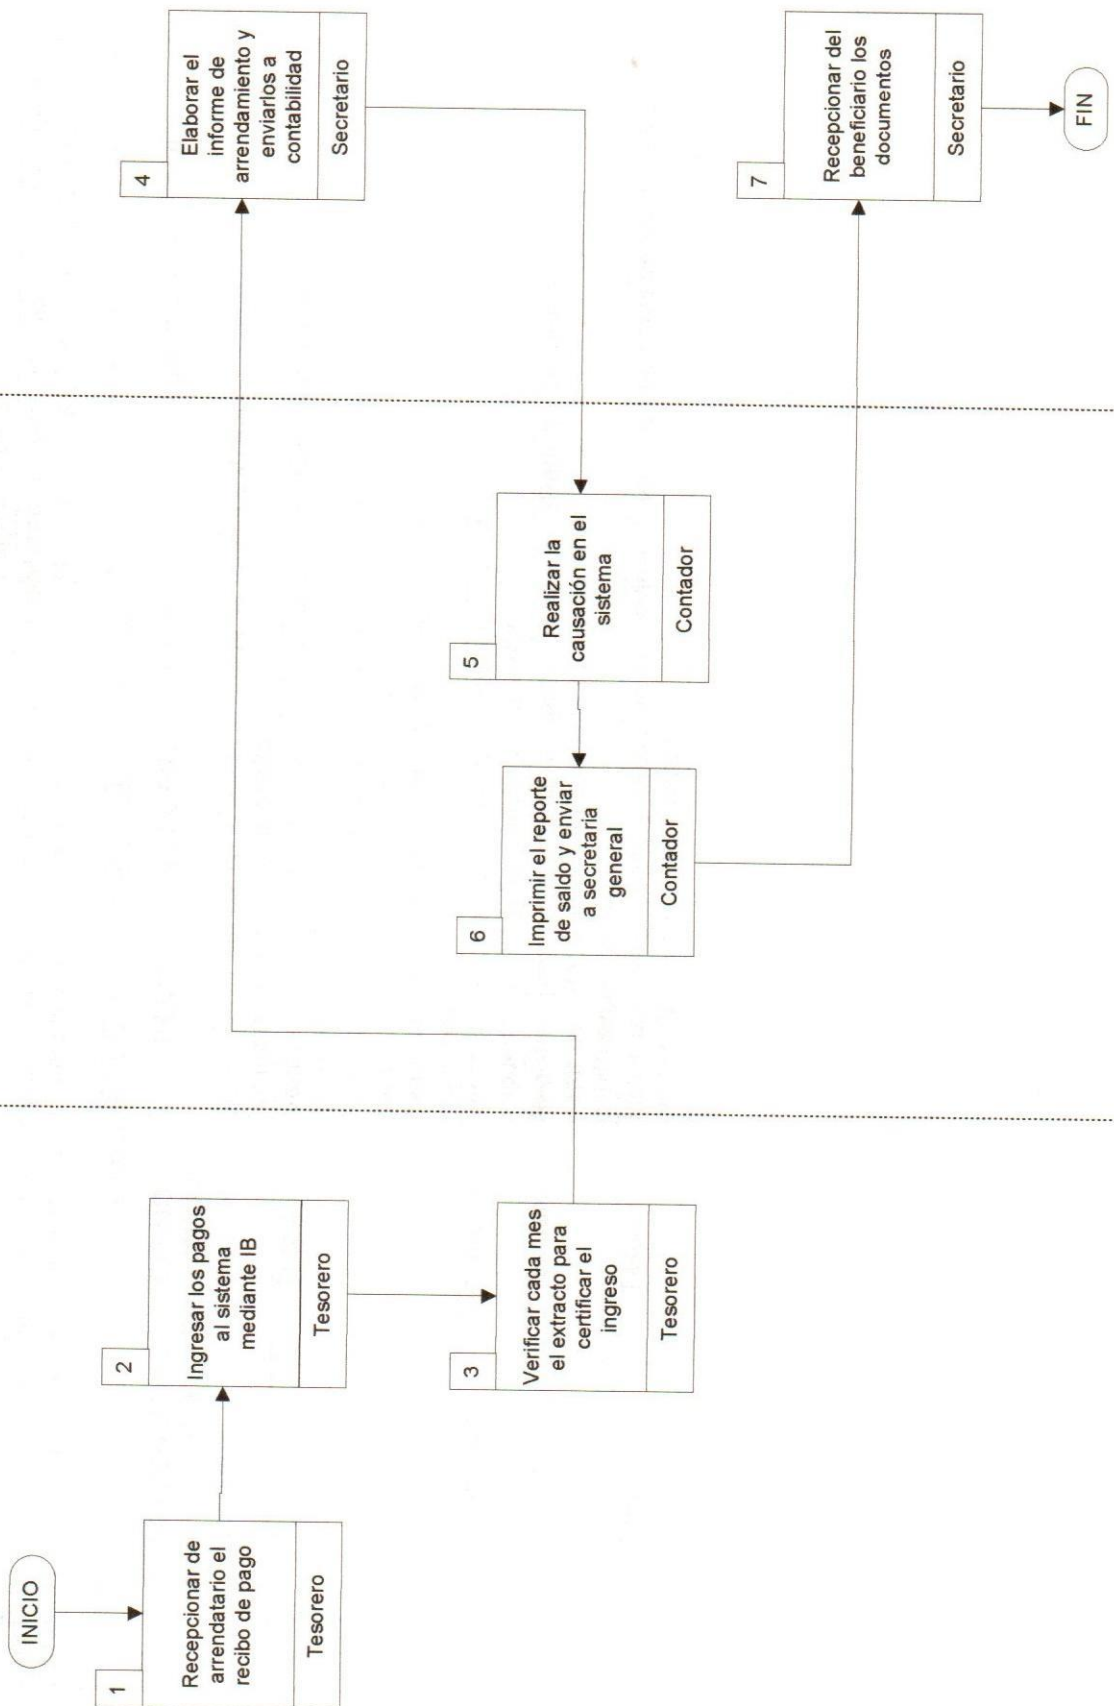 INICIO
1
Recepcionar de
arrendatario el
recibo de pago
Tesorero
2
Ingresar los pagos
al sistema
mediante IB
Tesorero
3
Verificar cada mes
el extracto para
certificar el
ingreso
Tesorero
4
Elaborar el
informe de
arrendamiento y
enviarlos a
contabilidad
Secretario
5
Realizar la
causación en el
sistema
Contador
6
Imprimir el reporte
de saldo y enviar
a secretaria
general
Contador
7
Recepcionar del
beneficiario los
documentos
Secretario
FIN